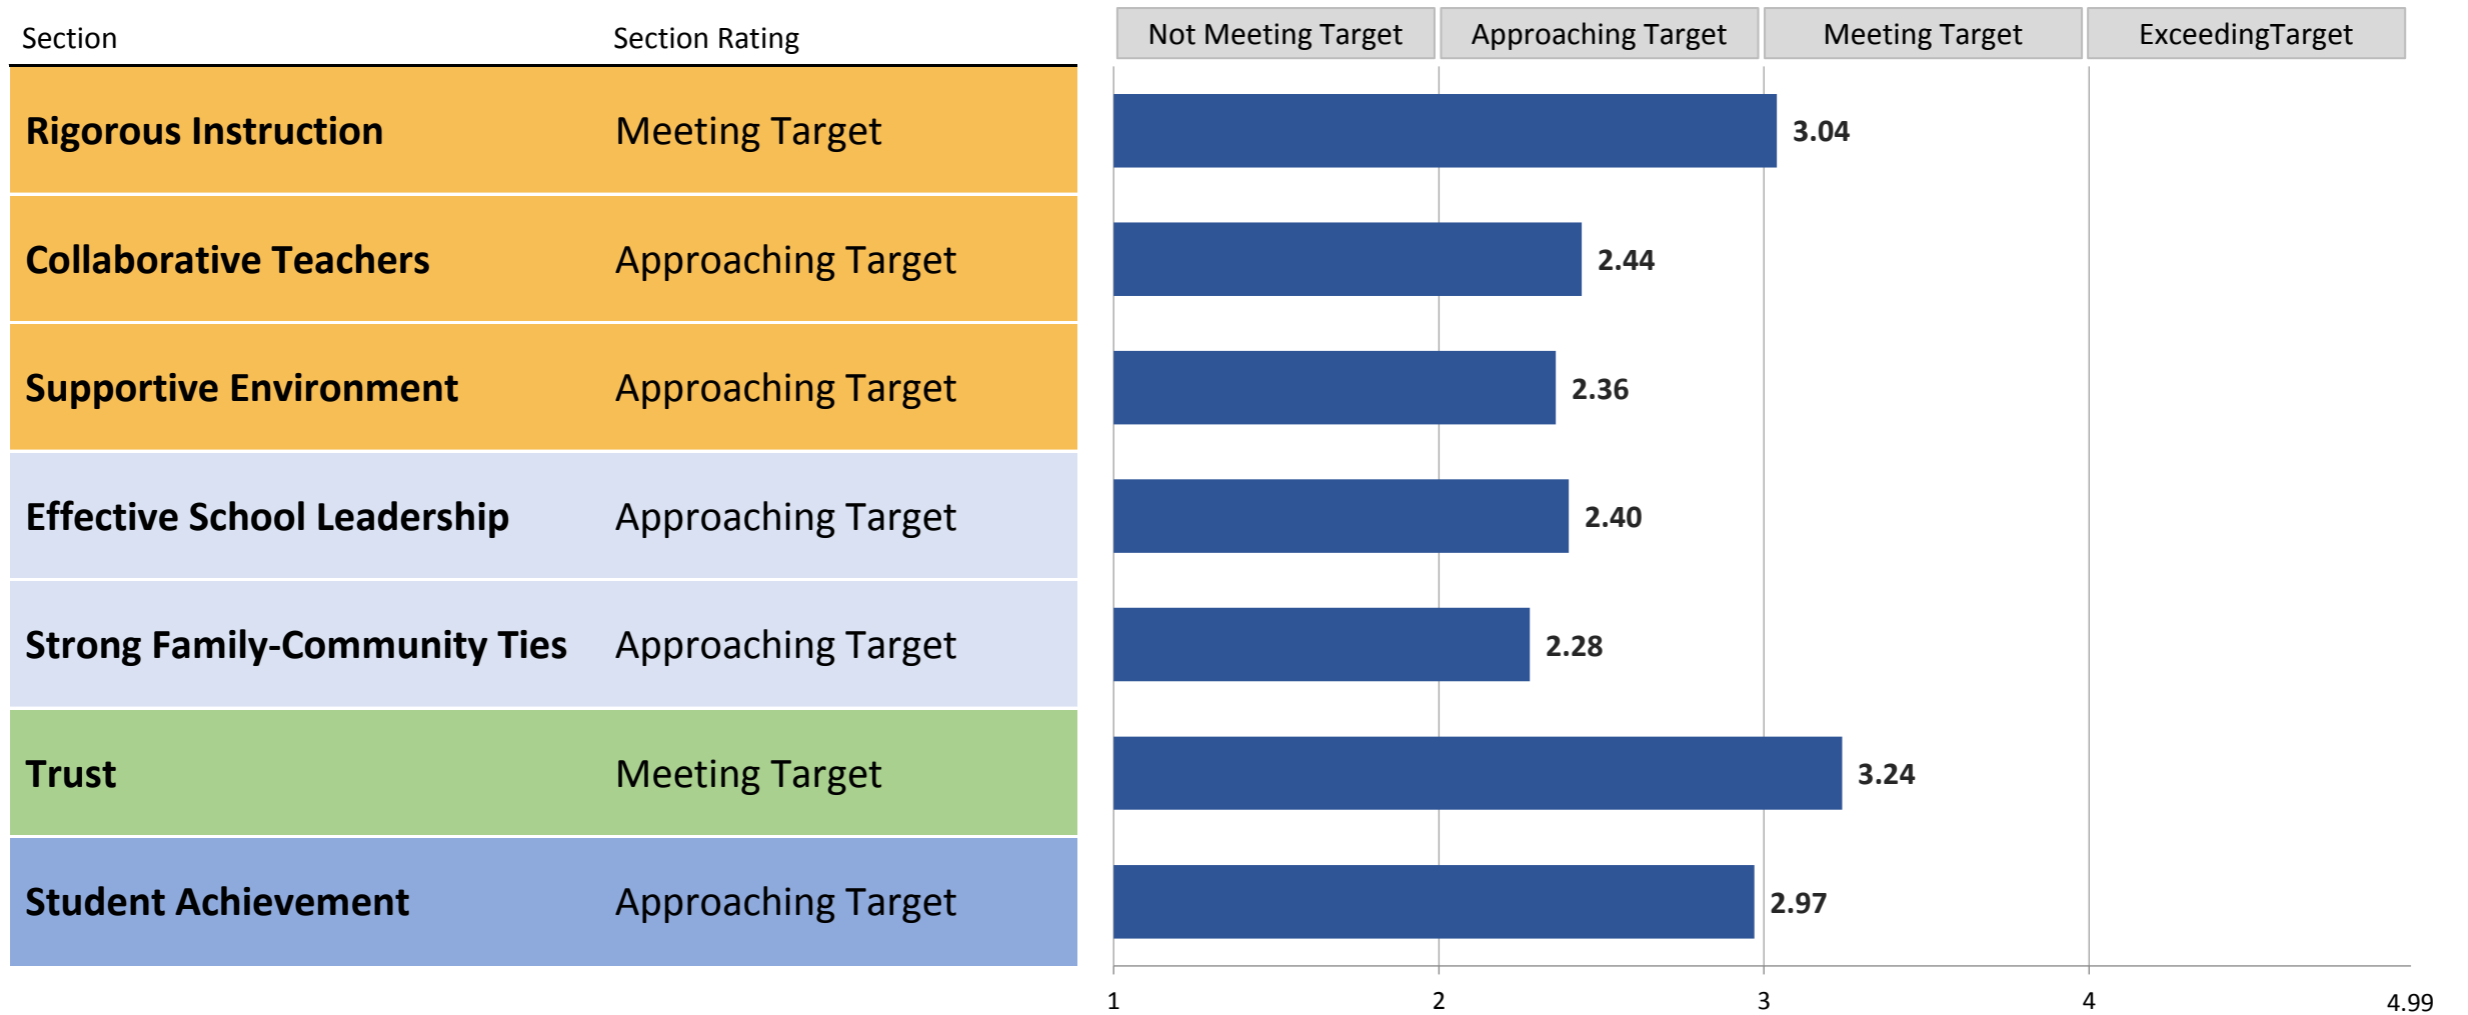 Section Section Rating Not Meeting Target Approaching Target Meeting Target ExceedingTarget
Rigorous Instruction Meeting Target 3.04
Collaborative Teachers Approaching Target 2.44
Supportive Environment Approaching Target 2.36
Effective School Leadership Approaching Target 2.40
Strong Family-Community Ties Approaching Target 2.28
Trust Meeting Target 3.24
Student Achievement Approaching Target 2.97
1 2 3 4 4.99